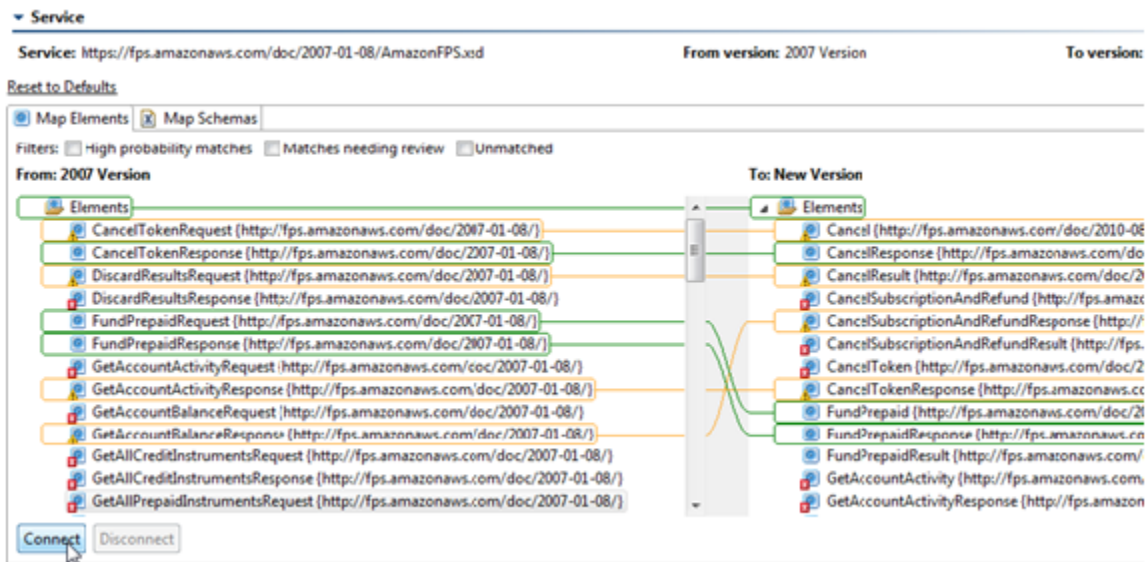 Service
Service: https://fps.amazonaws.com/doc/2007-01-08/AmazonFPS.xsd From version: 2007 Version To version:
Reset to Defaults
Map Elements Map Schemas
Filters: High probability matches Matches needing review Unmatched
From: 2007 Version To: New Version
Elements Elements
CancelTokenRequest {http://fps.amazonaws.com/doc/2007-01-08/} Cancel {http://fps.amazonaws.com/doc/2010-08
CancelTokenResponse {http://fps.amazonaws.com/doc/2007-01-08/} CancelResponse {http://fps.amazonaws.com/do
DiscardResultsRequest {http://fps.amazonaws.com/doc/2007-01-08/} CancelResult {http://fps.amazonaws.com/doc/2
DiscardResultsResponse {http://fps.amazonaws.com/doc/2007-01-08/} CancelSubscriptionAndRefund {http://fps.amaz
FundPrepaidRequest {http://fps.amazonaws.com/doc/2007-01-08/} CancelSubscriptionAndRefundResponse {http://
FundPrepaidResponse {http://fps.amazonaws.com/doc/2007-01-08/} CancelSubscriptionAndRefundResult {http://fps.
GetAccountActivityRequest {http://fps.amazonaws.com/doc/2007-01-08/} CancelToken {http://fps.amazonaws.com/doc/2
GetAccountActivityResponse {http://fps.amazonaws.com/doc/2007-01-08/} CancelTokenResponse {http://fps.amazonaws.co
GetAccountBalanceRequest {http://fps.amazonaws.com/doc/2007-01-08/} FundPrepaid {http://fps.amazonaws.com/doc/20
GetAccountBalanceResponse {http://fps.amazonaws.com/doc/2007-01-08/} FundPrepaidResponse {http://fps.amazonaws.co
GetAllCreditInstrumentsRequest {http://fps.amazonaws.com/doc/2007-01-08/} FundPrepaidResult {http://fps.amazonaws.com/
GetAllCreditInstrumentsResponse {http://fps.amazonaws.com/doc/2007-01-08/} GetAccountActivity {http://fps.amazonaws.com,
GetAllPrepaidInstrumentsRequest {http://fps.amazonaws.com/doc/2007-01-08/} GetAccountActivityResponse {http://fps.amazon
Connect Disconnect